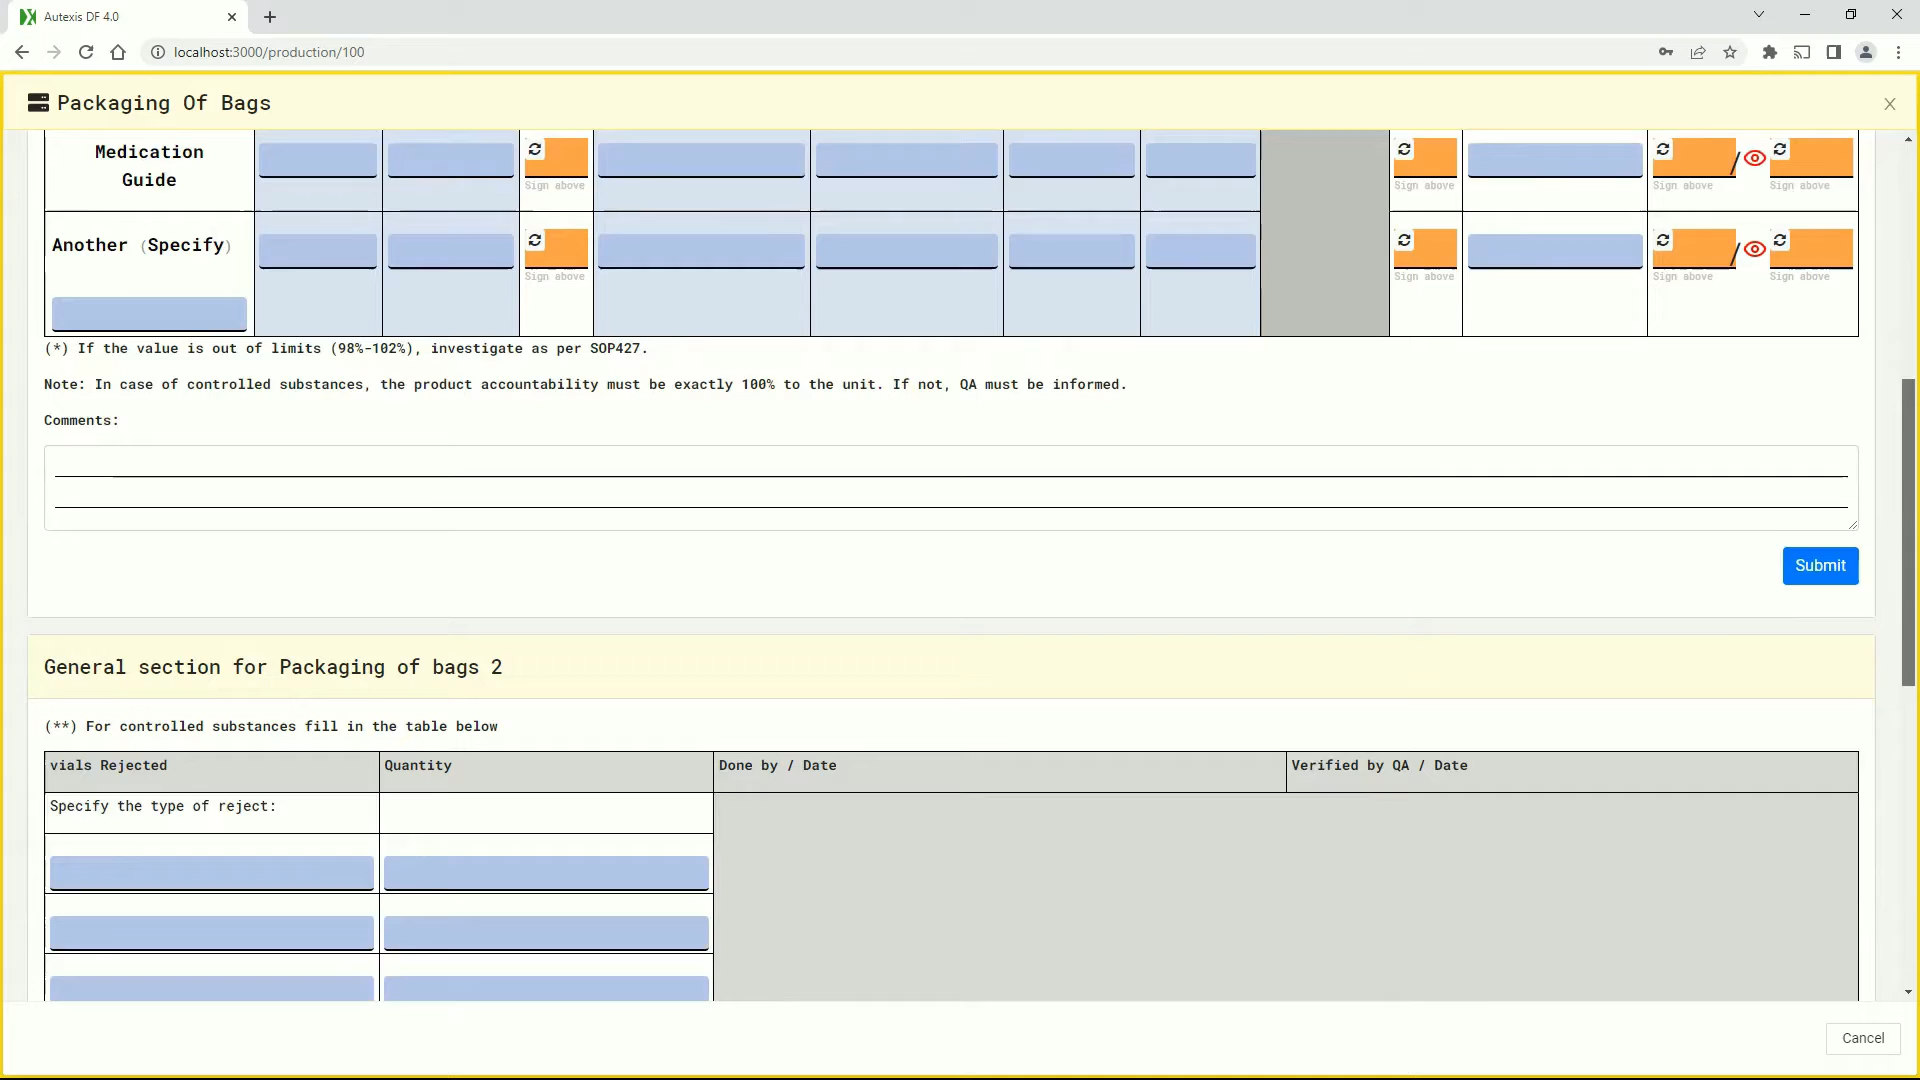 Autexis DF 4.0
localhost:3000/production/100
Packaging Of Bags
Medication
Guide
Sign above
Sign above
Sign above
Sign above
/
Another (Specify)
Sign above
Sign above
Sign above
Sign above
/
(*) If the value is out of limits (98%-102%), investigate as per SOP427.
Note: In case of controlled substances, the product accountability must be exactly 100% to the unit. If not, QA must be informed.
Comments:
Submit
General section for Packaging of bags 2
(**) For controlled substances fill in the table below
vials Rejected
Quantity
Done by / Date
Verified by QA / Date
Specify the type of reject:
Cancel